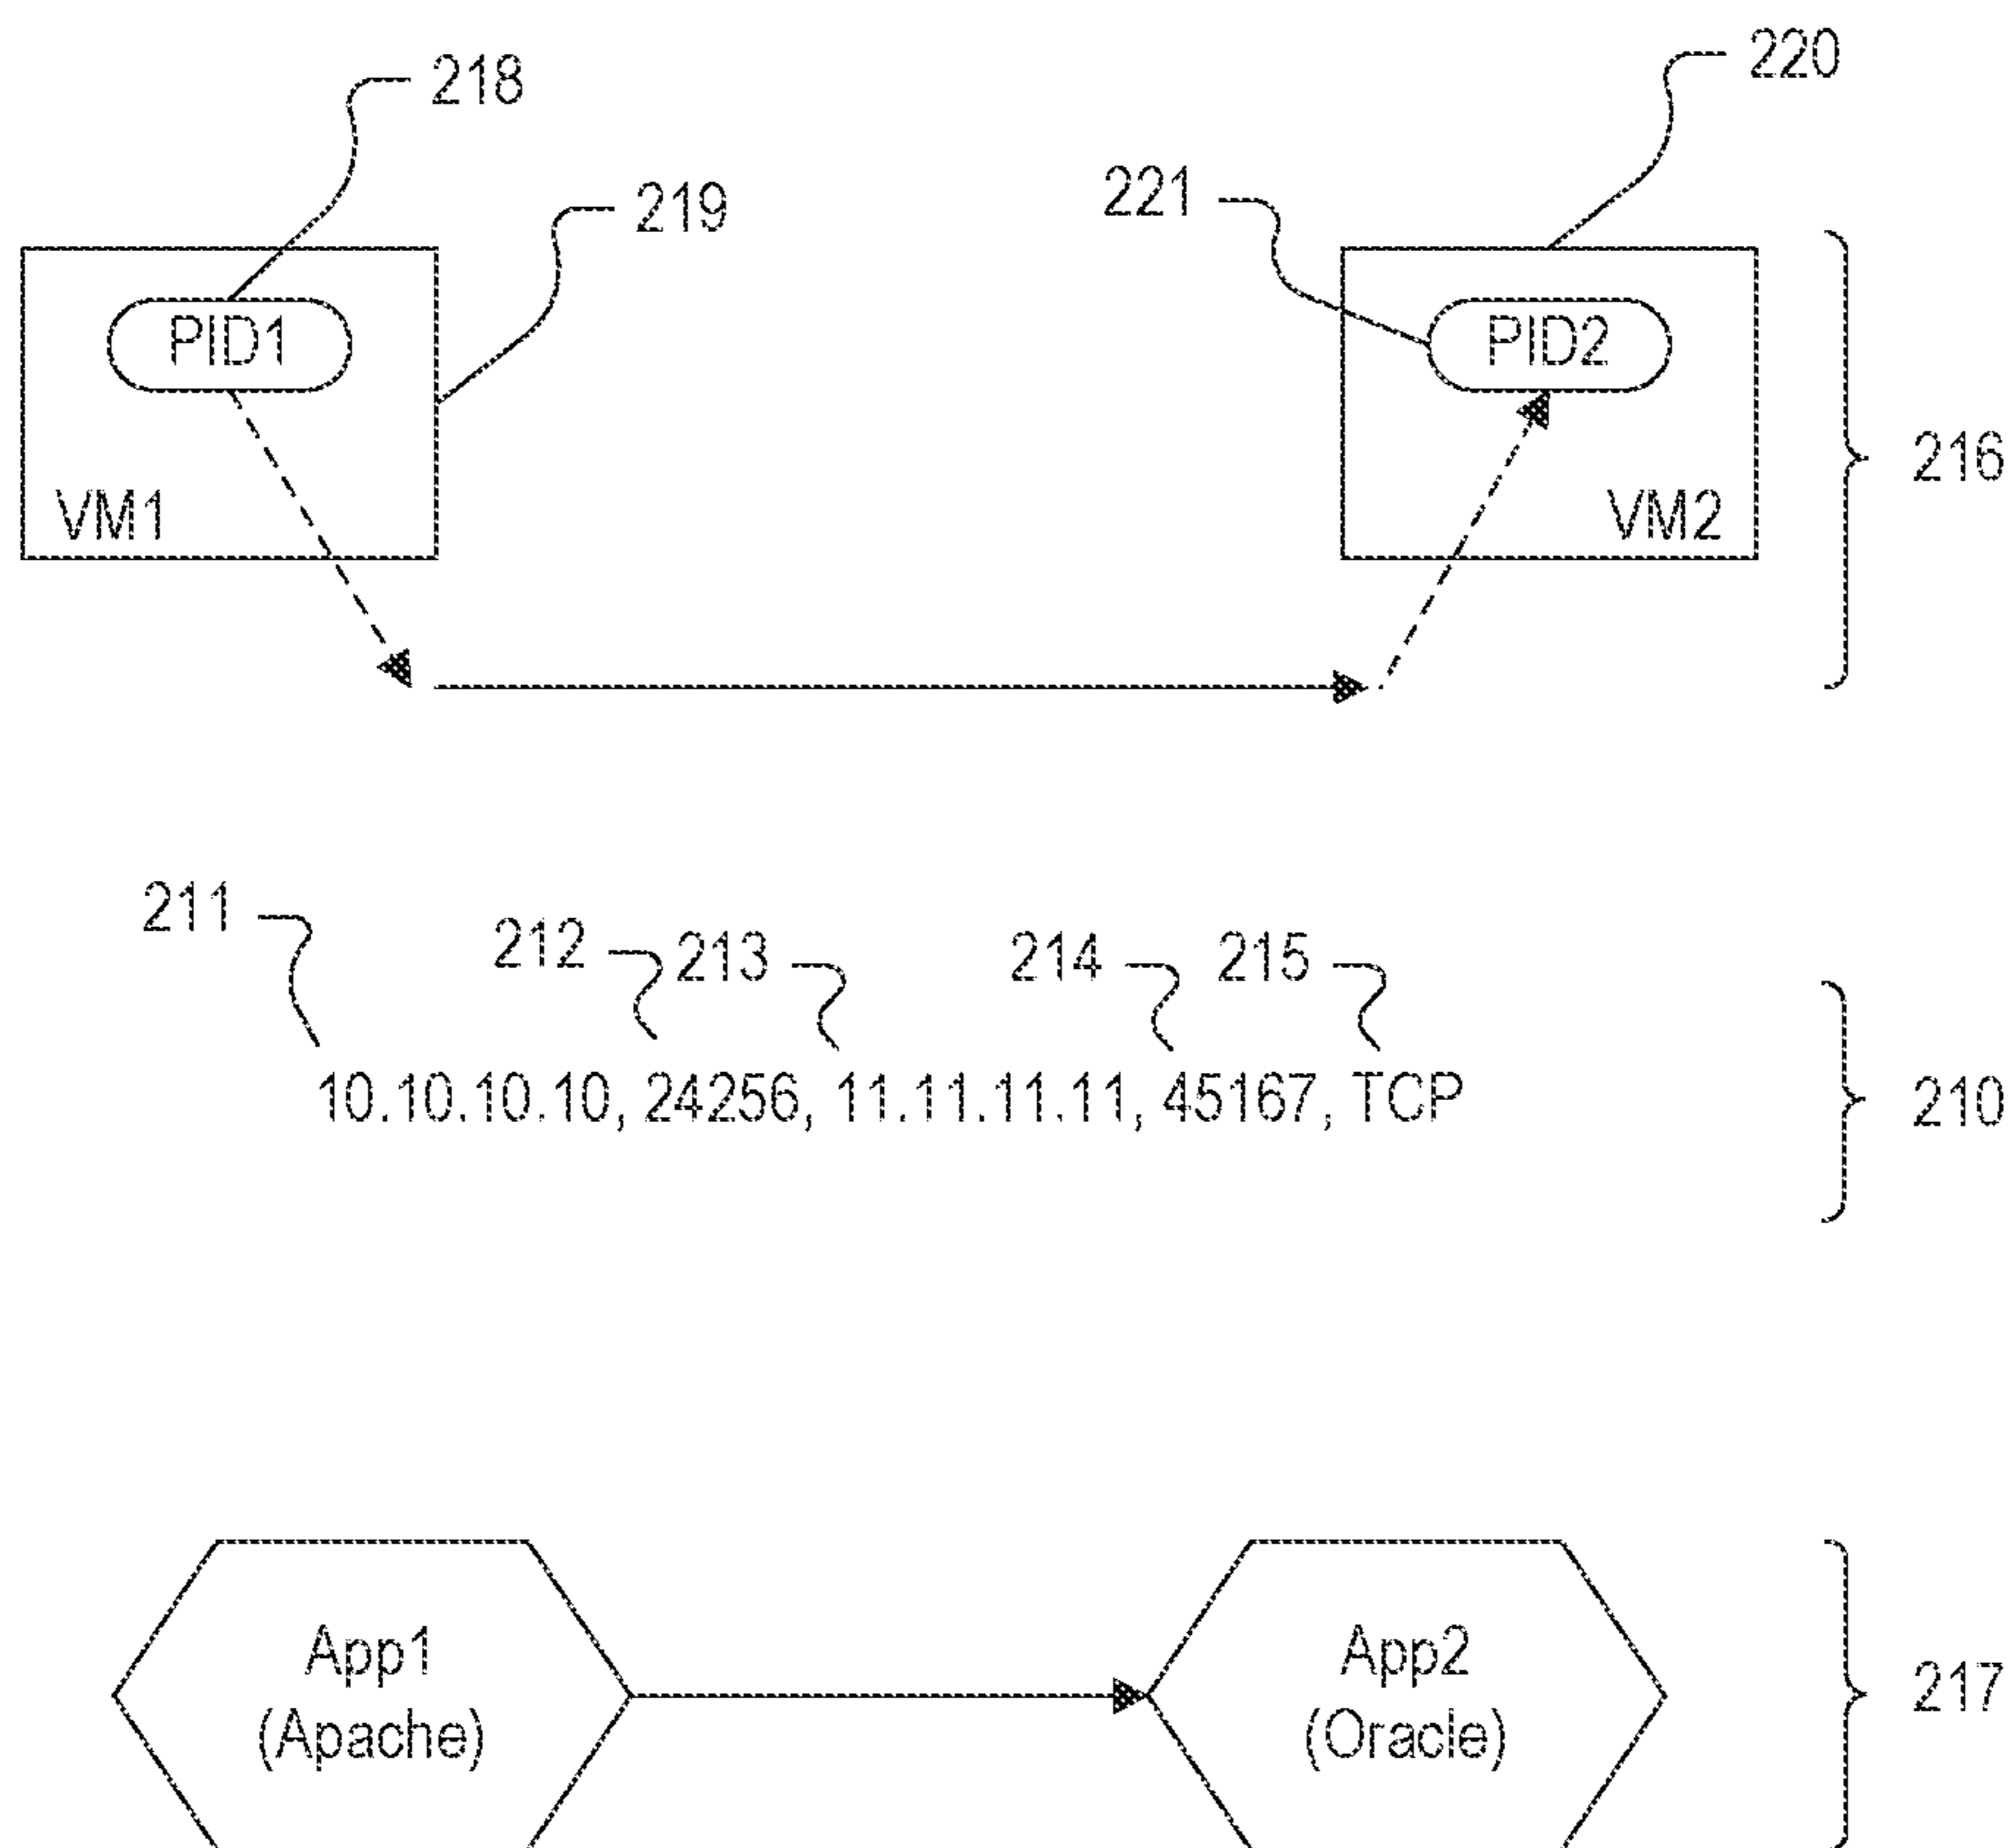 218
220
219
221
PID1
PID2
216
VM1
VM2
211
212
213
214
215
10.10.10.10, 24256, 11.11.11.11, 45167, TCP
210
App1
(Apache)
App2
(Oracle)
217